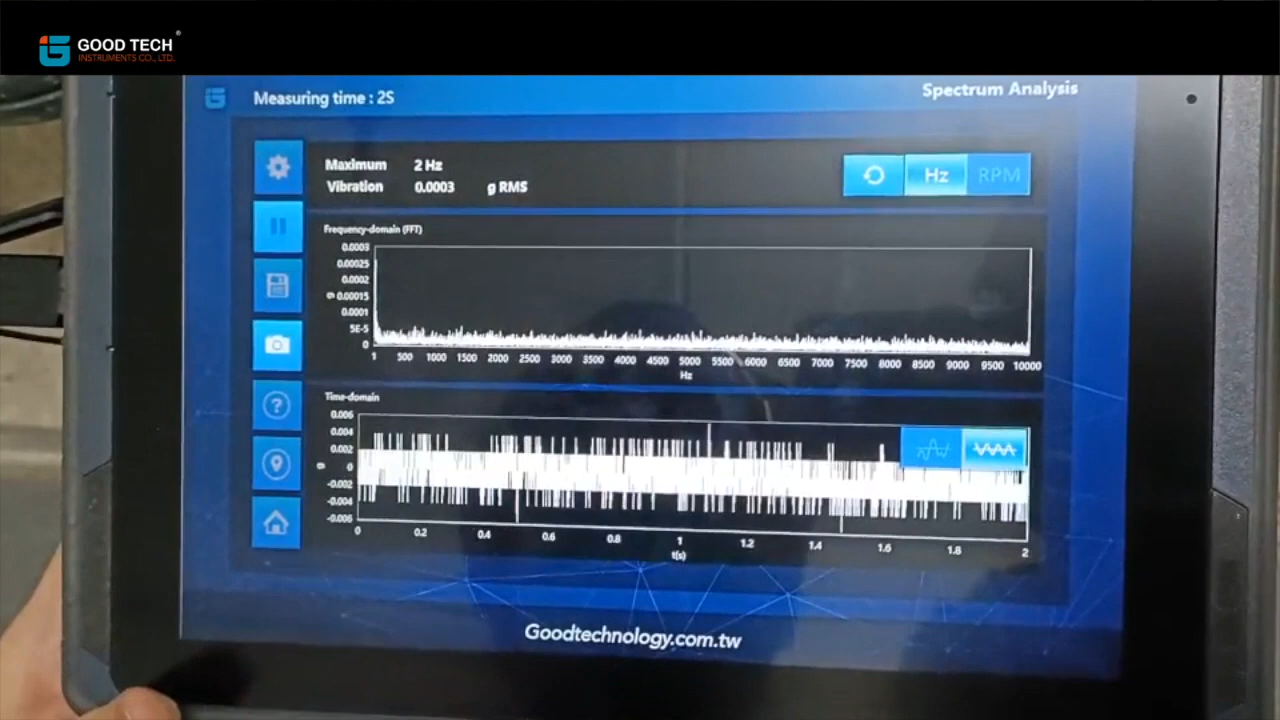 GOOD TECH®
INSTRUMENTS CO., LTD.
Measuring time : 2S
Spectrum Analysis
Maximum 2 Hz
Vibration 0.0003 g RMS
Hz RPM
Frequency-domain (FFT)
0.0003
0.00025
0.0002
0.00015
0.0001
5E-5
0
g
1 500 1000 1500 2000 2500 3000 3500 4000 4500 5000 5500 6000 6500 7000 7500 8000 8500 9000 9500 10000
Hz
Time-domain
0.006
0.004
0.002
0
-0.002
-0.004
-0.006
g
0 0.2 0.4 0.6 0.8 1 1.2 1.4 1.6 1.8 2
t(s)
?
Goodtechnology.com.tw